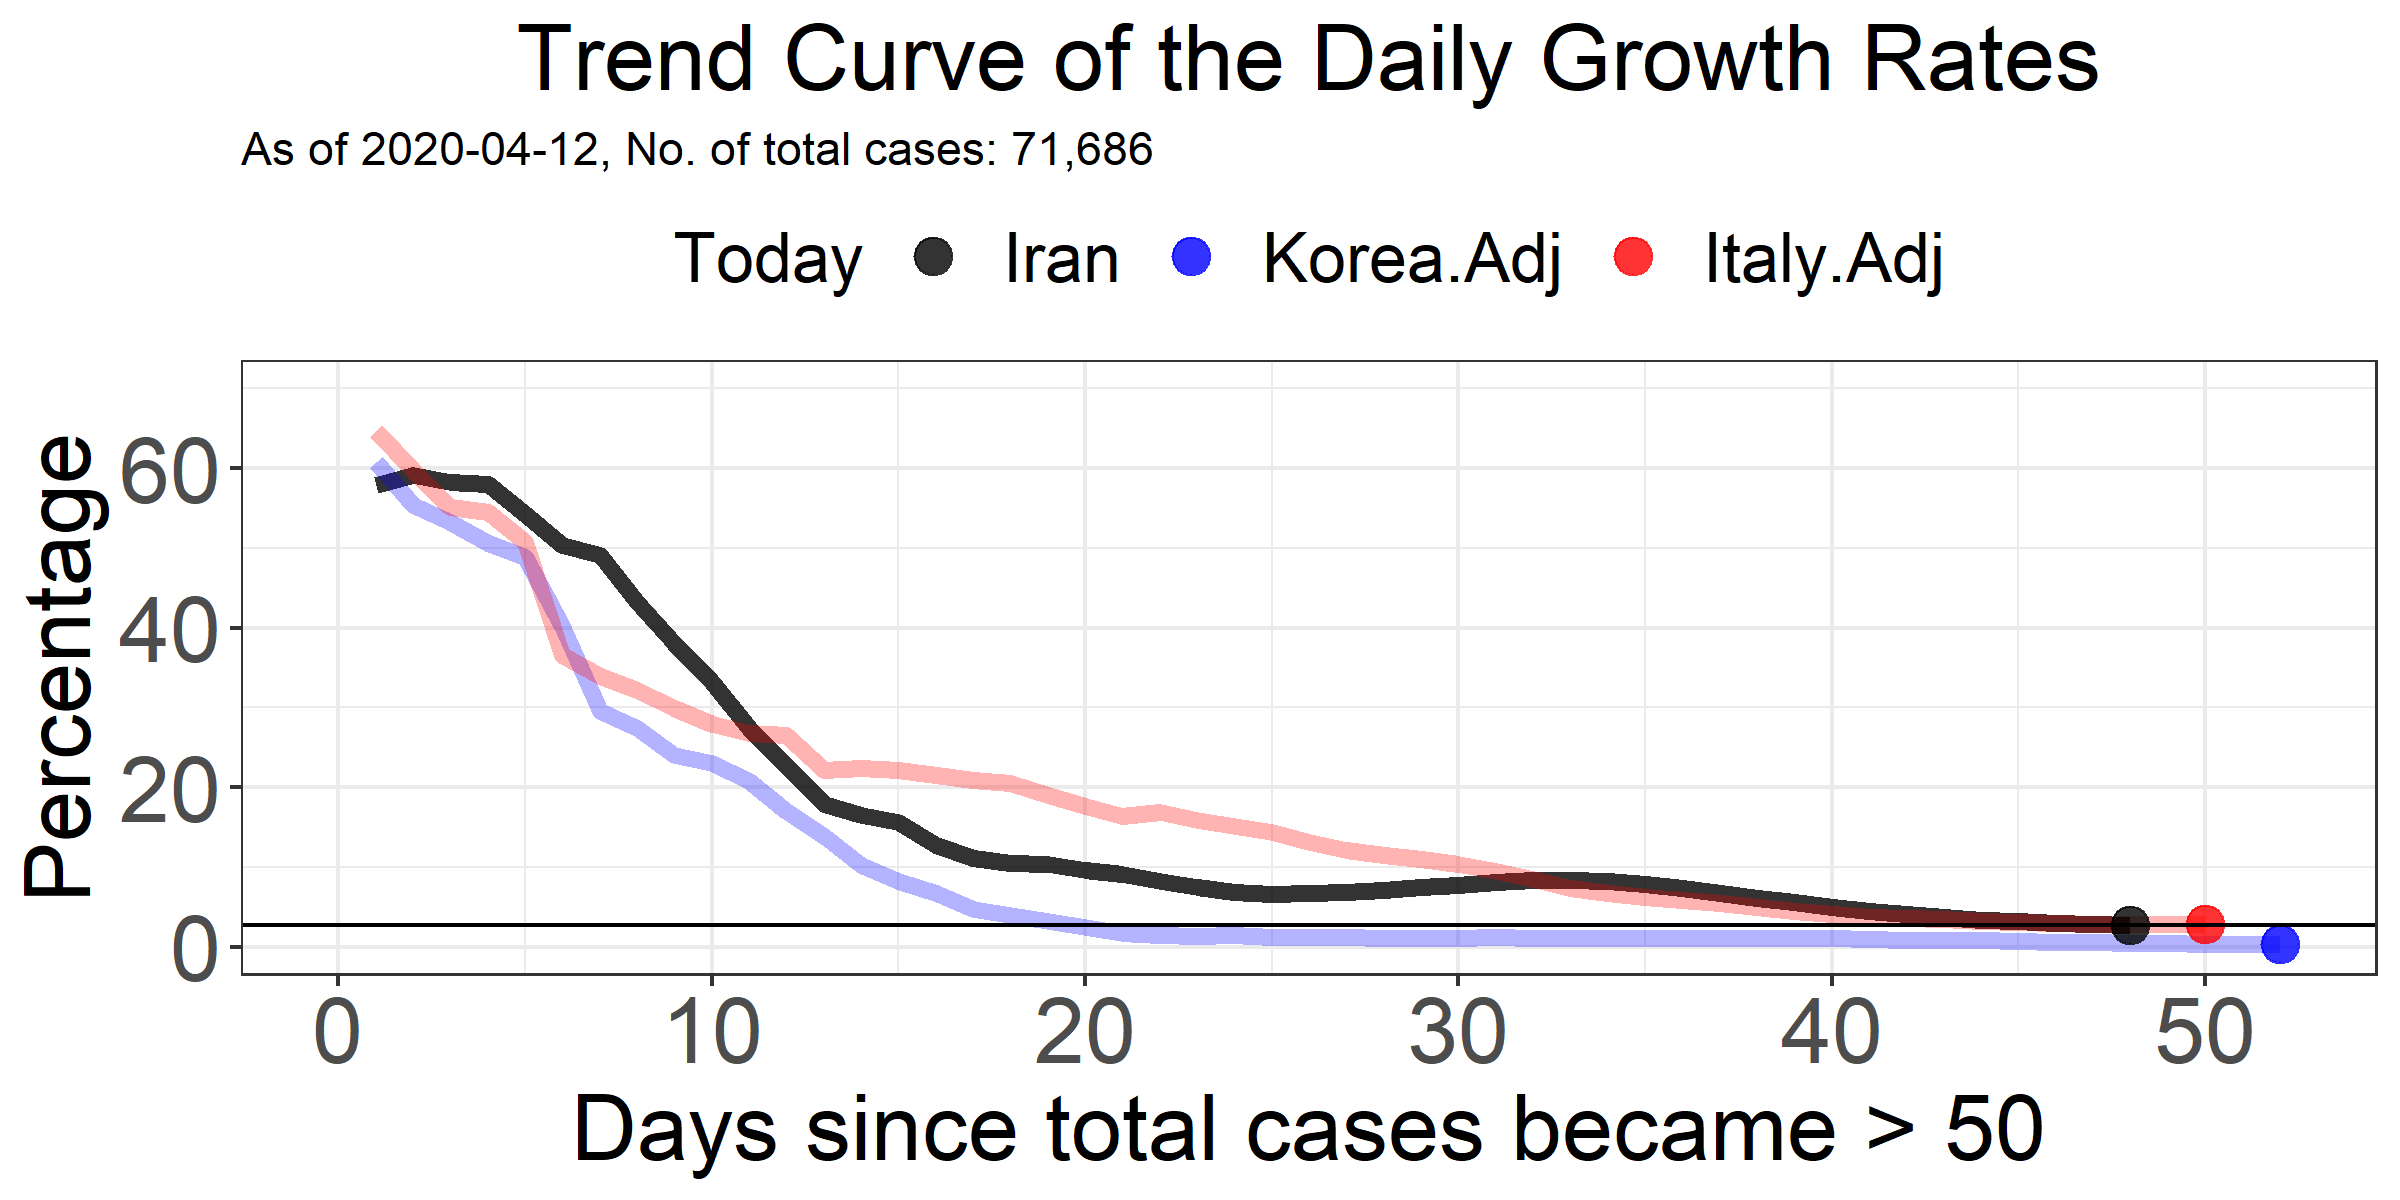 Trend Curve of the Daily Growth Rates
As of 2020-04-12, No. of total cases: 71,686
Today Iran Korea.Adj Italy.Adj
Percentage
60
40
20
0
0 10 20 30 40 50
Days since total cases became > 50